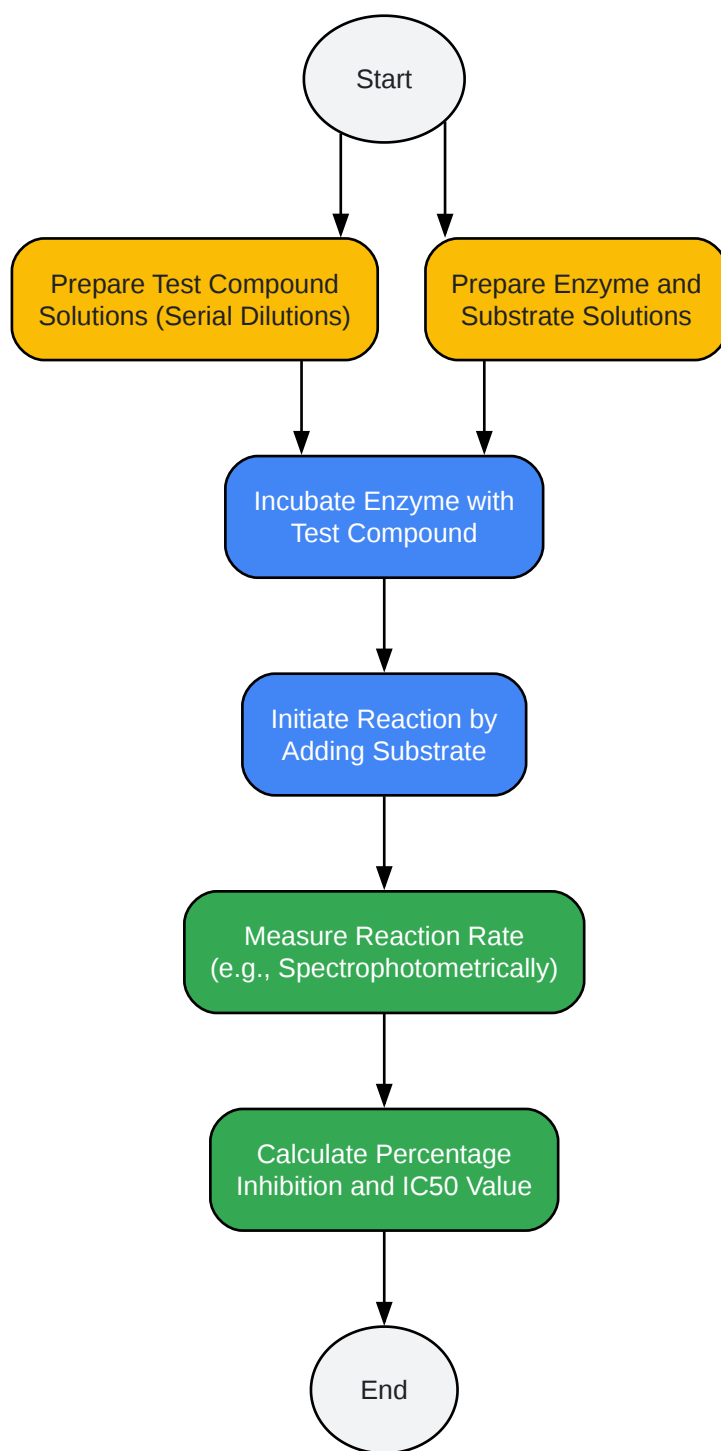 Start
Prepare Test Compound
Solutions (Serial Dilutions)
Prepare Enzyme and
Substrate Solutions
Incubate Enzyme with
Test Compound
Initiate Reaction by
Adding Substrate
Measure Reaction Rate
(e.g., Spectrophotometrically)
Calculate Percentage
Inhibition and IC50 Value
End